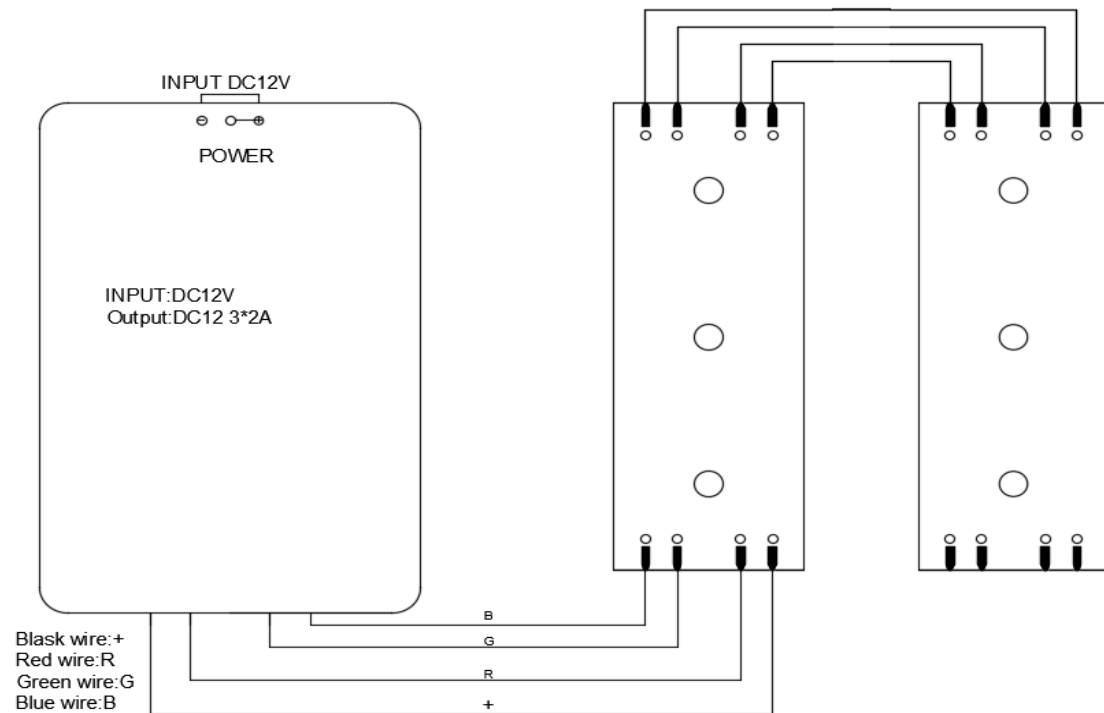 INPUT DC12V
POWER
INPUT:DC12V
Output:DC12 3*2A
B
G
R
+
Blask wire:+
Red wire:R
Green wire:G
Blue wire:B